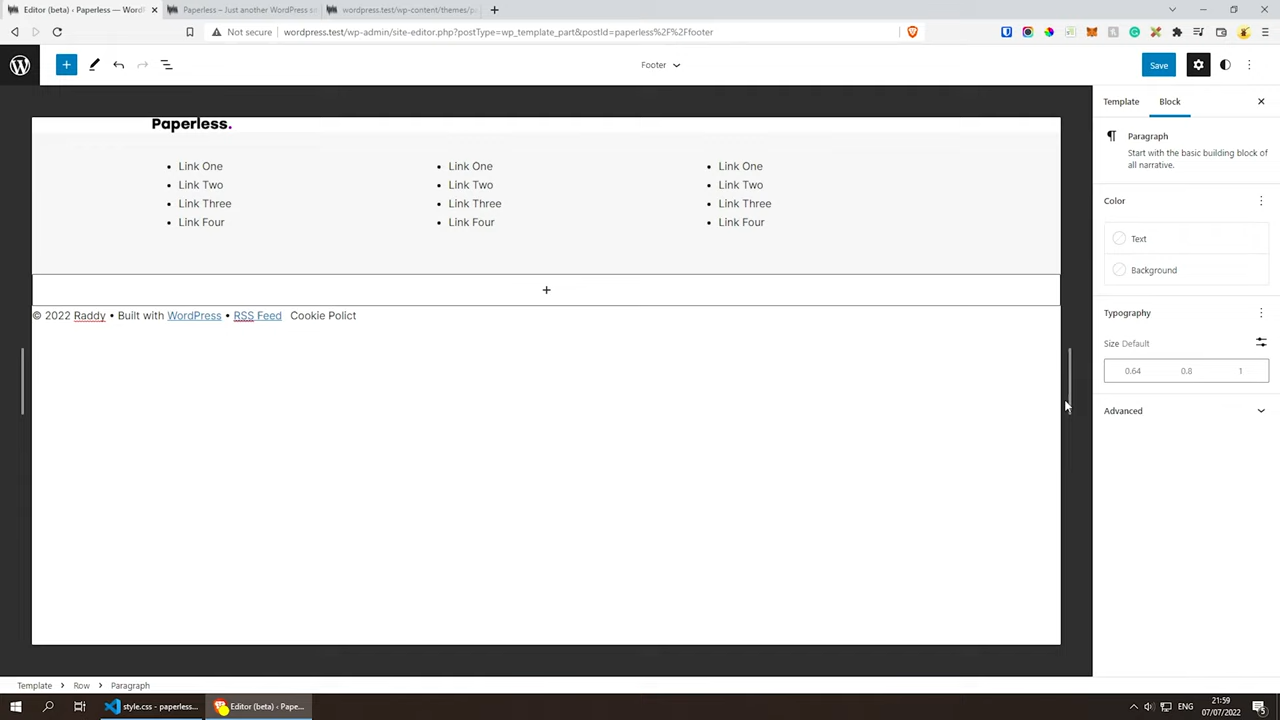 Editor (beta) ‹ Paperless — WordP
Paperless – Just another WordPress si
wordpress.test/wp-content/themes/pa
Not secure
wordpress.test/wp-admin/site-editor.php?postType=wp_template_part&postId=paperless%2F%2Ffooter
Footer
Save
Template
Block
Paragraph
Start with the basic building block of
all narrative.
Color
Text
Background
Typography
Size Default
0.64 0.8 1
Advanced
Paperless.
• Link One
• Link Two
• Link Three
• Link Four
• Link One
• Link Two
• Link Three
• Link Four
• Link One
• Link Two
• Link Three
• Link Four
© 2022 Raddy • Built with WordPress • RSS Feed Cookie Polict
Template > Row > Paragraph
style.css - paperless...
Editor (beta) ‹ Pape...
ENG
21:59
07/07/2022